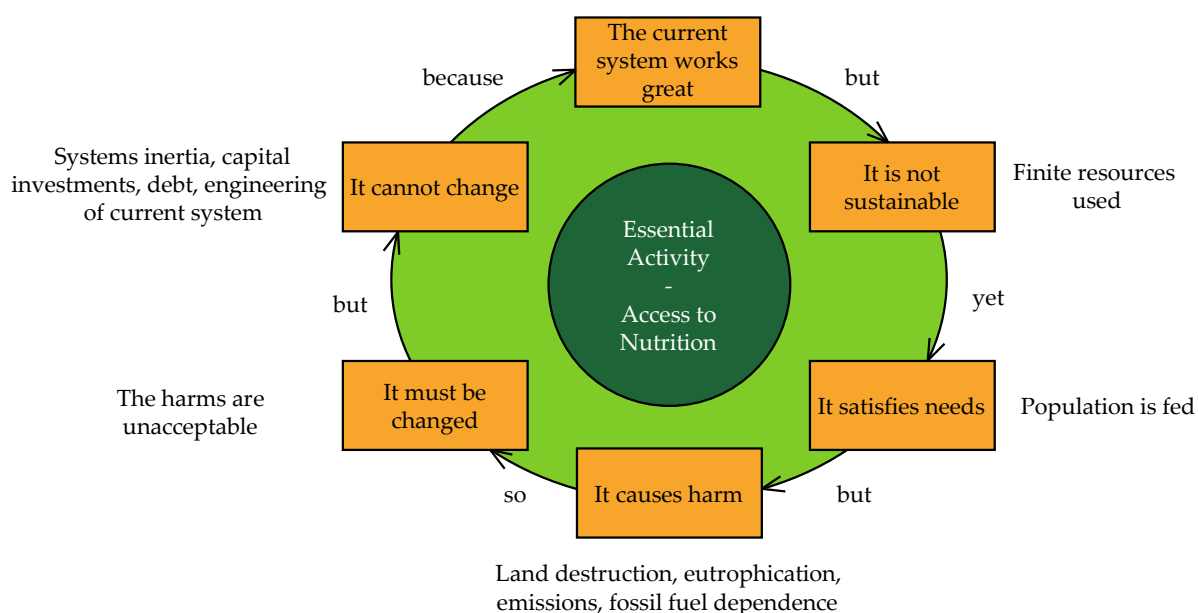 The current
system works
great
because
but
Systems inertia, capital
investments, debt, engineering
of current system
It cannot change
It is not
sustainable
Finite resources
used
Essential
Activity
-
Access to
Nutrition
but
yet
The harms are
unacceptable
It must be
changed
It satisfies needs
Population is fed
so
It causes harm
but
Land destruction, eutrophication,
emissions, fossil fuel dependence